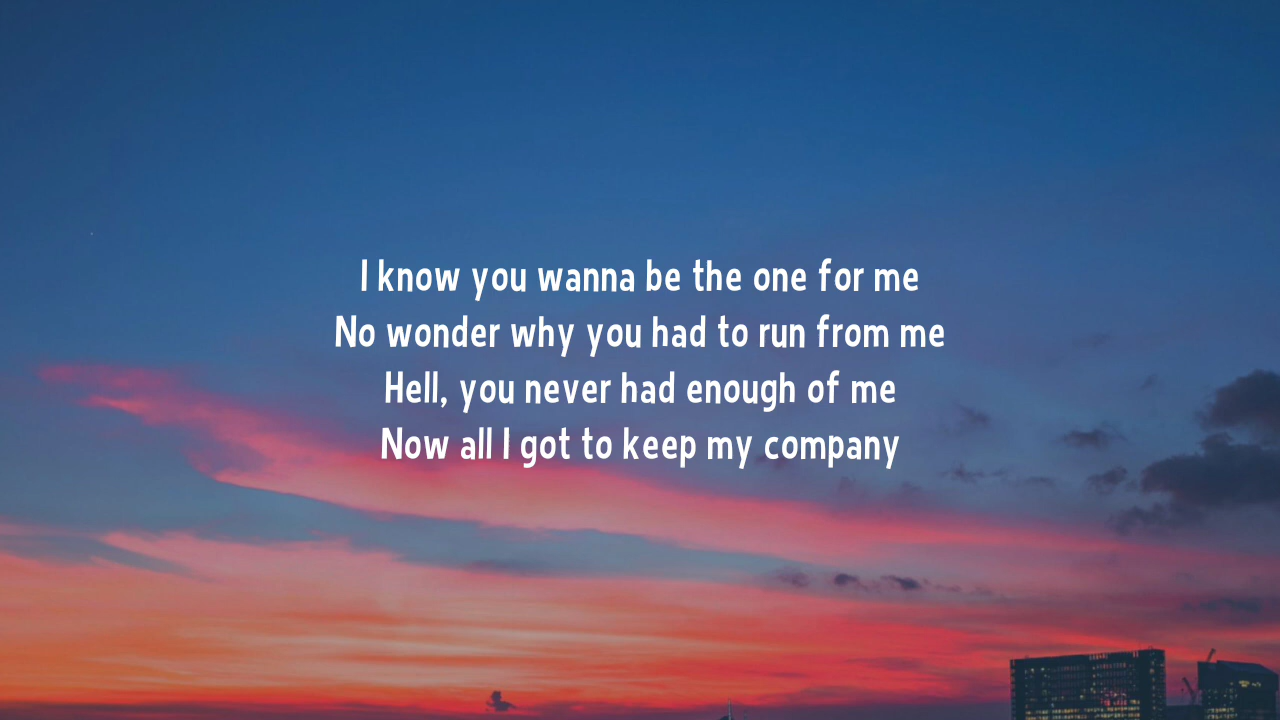 I know you wanna be the one for me
No wonder why you had to run from me
Hell, you never had enough of me
Now all I got to keep my company